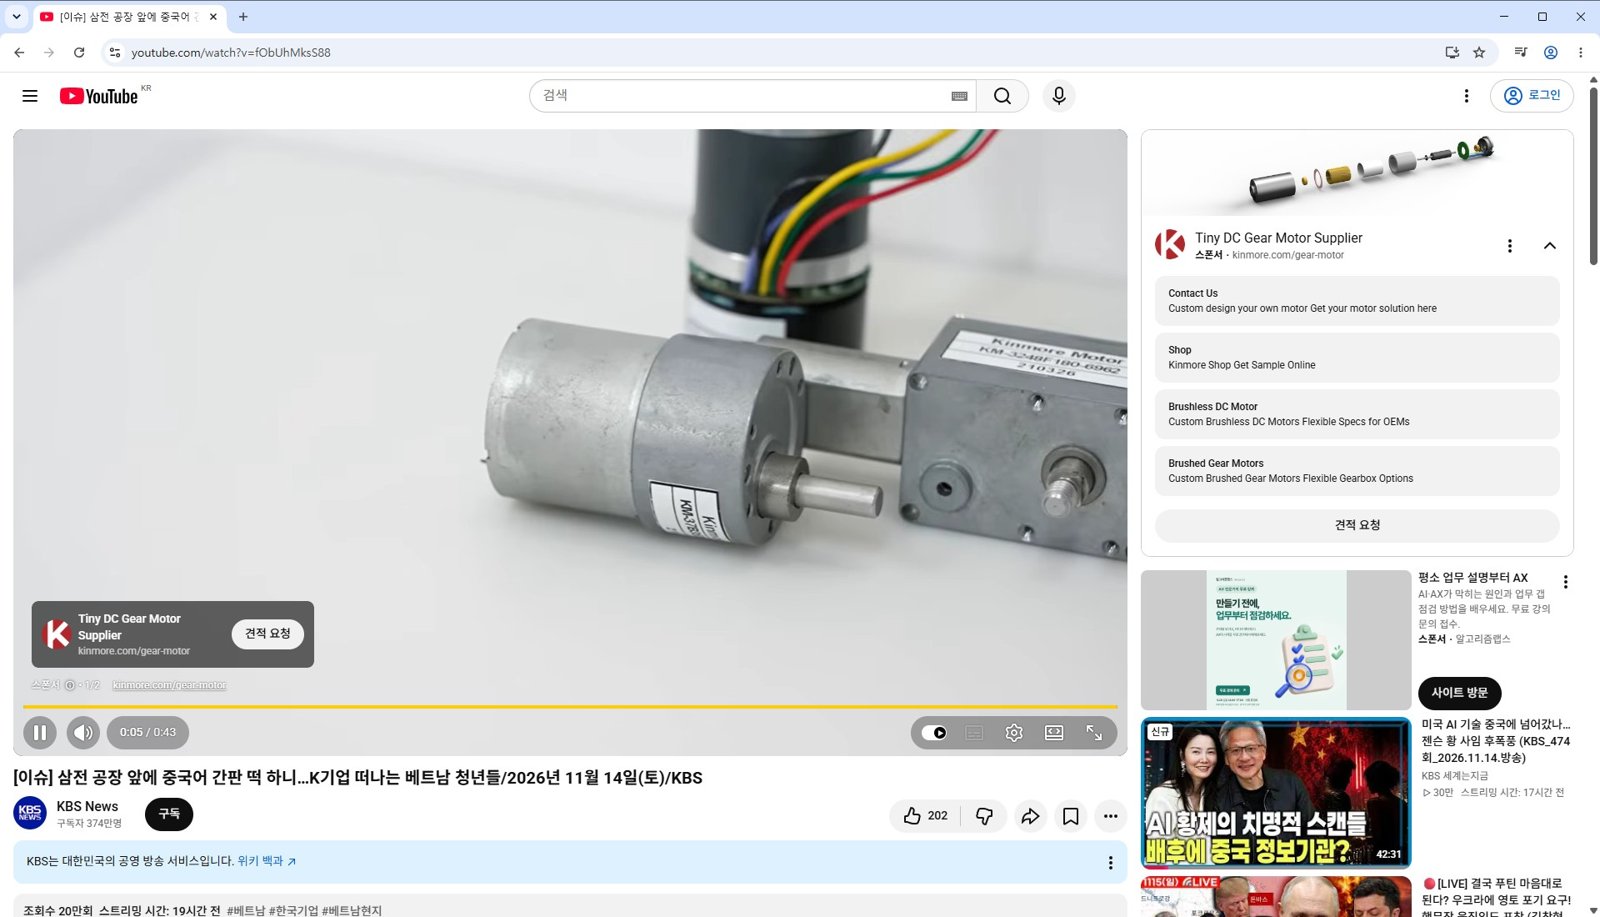 [이슈] 삼전 공장 앞에 중국어 간
youtube.com/watch?v=fObUhMksS88
YouTube KR
검색
로그인
Kinmore Motor
KM-3248F180-6962
210326
Tiny DC Gear Motor Supplier
kinmore.com/gear-motor
견적 요청
스폰서 · 1/2 kinmore.com/gear-motor
0:05 / 0:43
[이슈] 삼전 공장 앞에 중국어 간판 떡 하니...K기업 떠나는 베트남 청년들/2026년 11월 14일(토)/KBS
KBS NEWS
KBS News
구독자 374만명
구독
202
KBS는 대한민국의 공영 방송 서비스입니다. 위키 백과
조회수 20만회 스트리밍 시간: 19시간 전 #베트남 #한국기업 #베트남현지
Tiny DC Gear Motor Supplier
스폰서 · kinmore.com/gear-motor
Contact Us
Custom design your own motor Get your motor solution here
Shop
Kinmore Shop Get Sample Online
Brushless DC Motor
Custom Brushless DC Motors Flexible Specs for OEMs
Brushed Gear Motors
Custom Brushed Gear Motors Flexible Gearbox Options
견적 요청
만들기 전에,
업무부터 점검하세요.
평소 업무 설명부터 AX
AI·AX가 막히는 원인과 업무 갭
점검 방법을 배우세요. 무료 강의
문의 접수.
스폰서 · 알고리즘랩스
사이트 방문
신규
AI 황제의 치명적 스캔들
배후에 중국 정보기관?
42:31
미국 AI 기술 중국에 넘어갔나...
젠슨 황 사임 후폭풍 (KBS_474
회_2026.11.14.방송)
KBS 세계는지금
30만 스트리밍 시간: 17시간 전
1115(일) LIVE
돈바스
[LIVE] 결국 푸틴 마음대로
된다? 우크라에 영토 포기 요구!